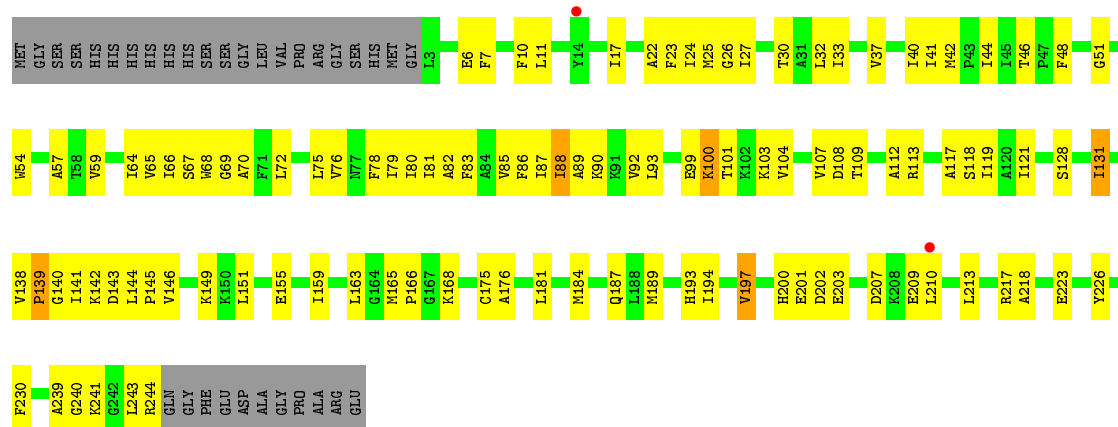 MET GLY SER SER HIS HIS HIS HIS HIS HIS SER SER GLY LEU VAL PRO ARG GLY SER HIS MET GLY L3 E6 F7 F10 L11 Y14 I17 A22 F23 I24 M25 G26 I27 T30 A31 L32 I33 V37 I40 I41 M42 P43 I44 I45 T46 P47 F48 G51
W54 A57 T58 V59 I64 V65 I66 S67 W68 G69 A70 F71 L72 L75 V76 N77 F78 I79 I80 I81 A82 F83 A84 V85 F86 I87 I88 A89 K90 K91 V92 L93 E99 K100 T101 K102 K103 V104 V107 D108 T109 A112 R113 A117 S118 I119 A120 I121 S128 I131
V138 P139 G140 I141 K142 D143 L144 P145 V146 K149 K150 L151 E155 I159 L163 G164 M165 P166 G167 K168 C175 A176 L181 M184 Q187 L188 M189 H193 I194 V197 H200 E201 D202 E203 D207 K208 E209 L210 L213 R217 A218 E223 Y226
F230 A239 G240 K241 G242 L243 R244 GLN GLY PHE GLU ASP ALA GLY PRO ALA ARG GLU